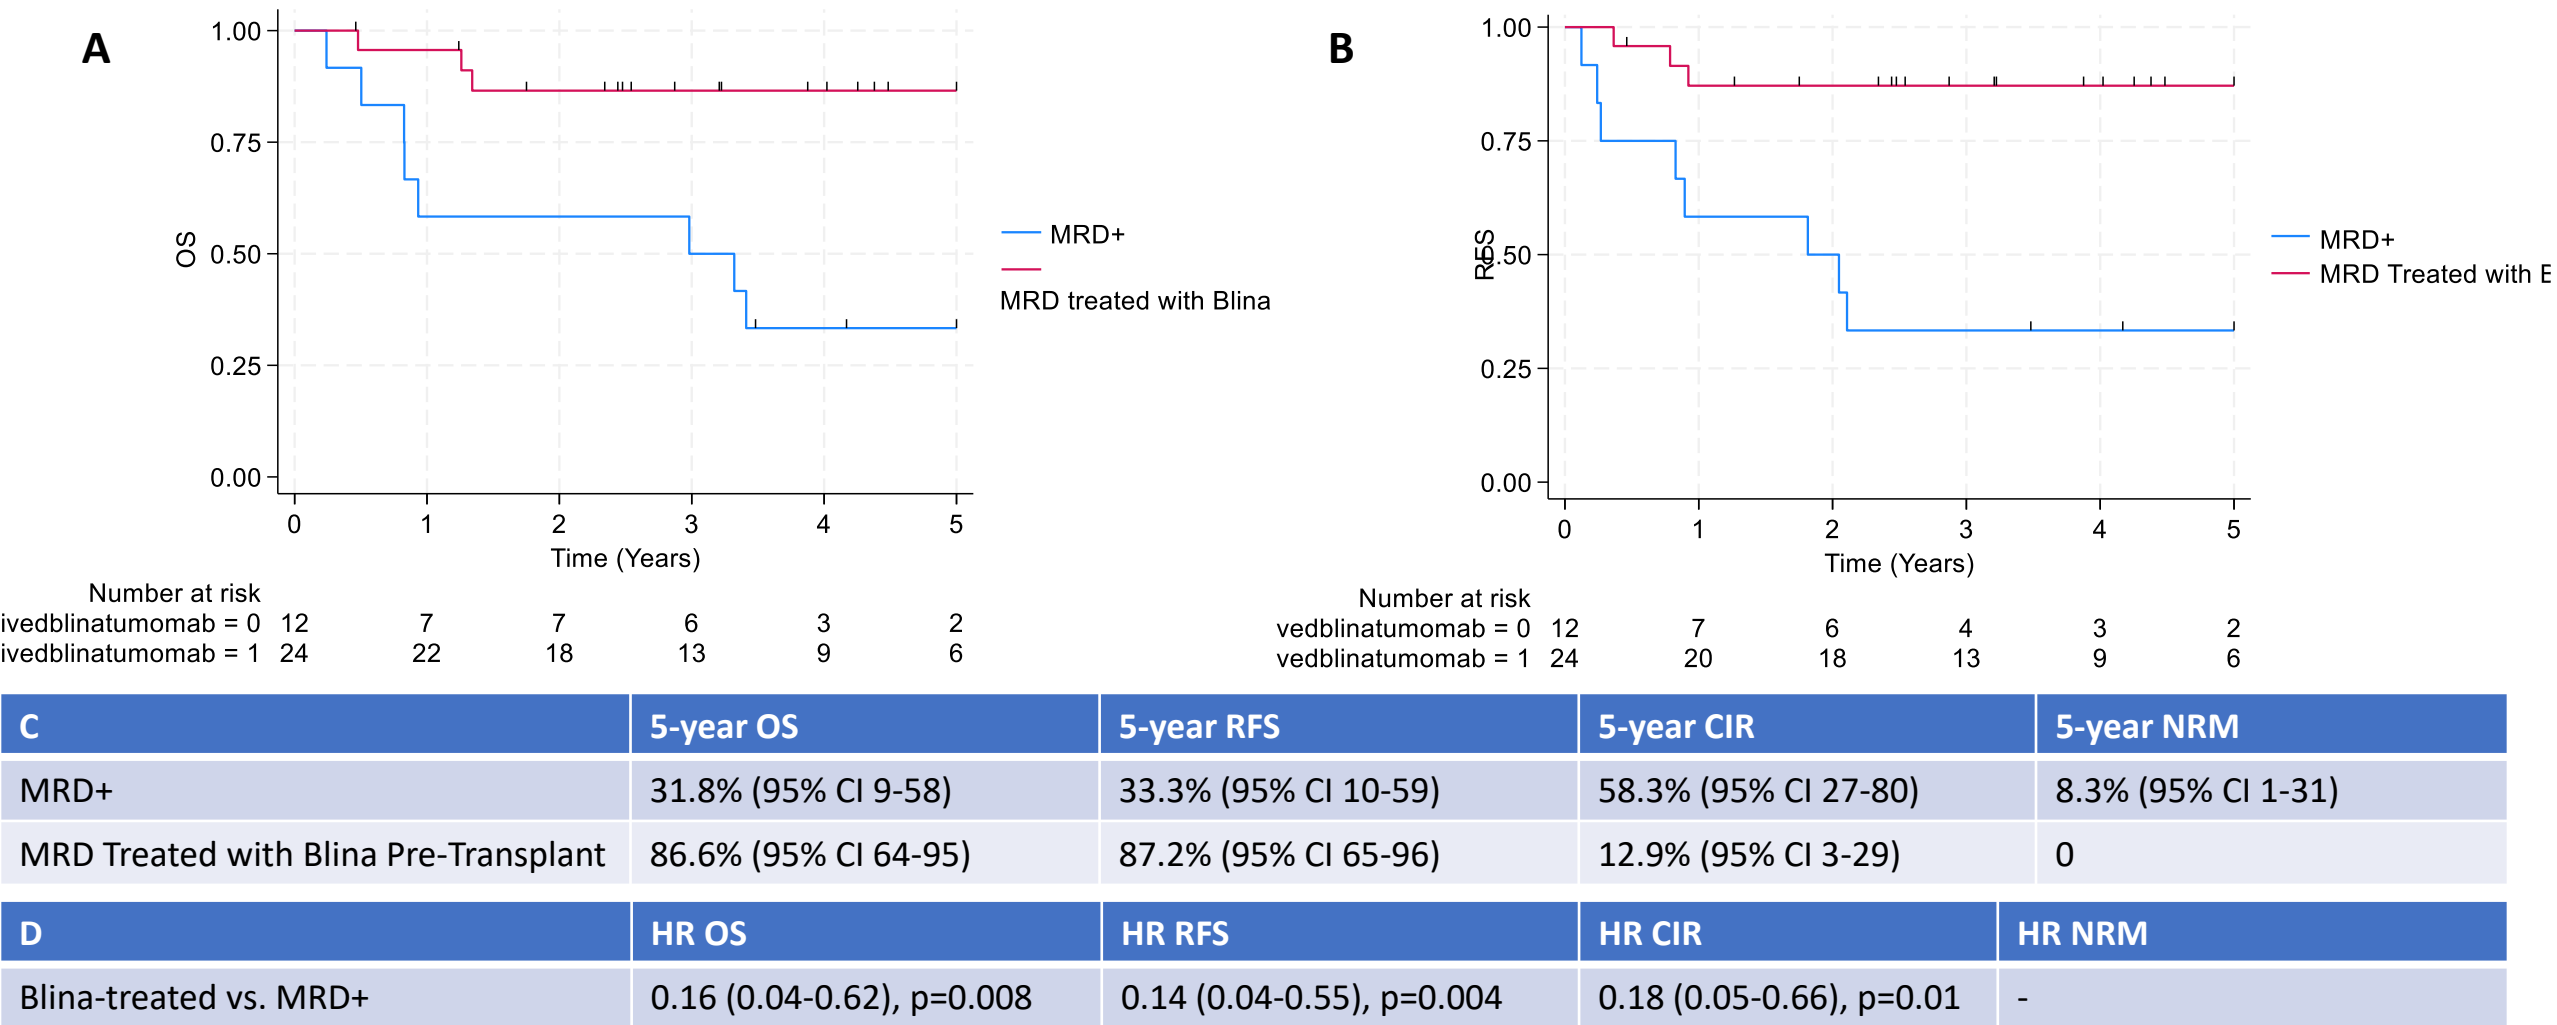 A
1.00
0.75
0.50
0.25
0.00
OS
0 1 2 3 4 5
Time (Years)
MRD+
MRD treated with Blina
Number at risk
ivedblinatumomab = 0 12 7 7 6 3 2
ivedblinatumomab = 1 24 22 18 13 9 6
B
1.00
0.75
0.50
0.25
0.00
RFS
0 1 2 3 4 5
Time (Years)
MRD+
MRD Treated with B
Number at risk
vedblinatumomab = 0 12 7 6 4 3 2
vedblinatumomab = 1 24 20 18 13 9 6
C 5-year OS 5-year RFS 5-year CIR 5-year NRM
MRD+ 31.8% (95% CI 9-58) 33.3% (95% CI 10-59) 58.3% (95% CI 27-80) 8.3% (95% CI 1-31)
MRD Treated with Blina Pre-Transplant 86.6% (95% CI 64-95) 87.2% (95% CI 65-96) 12.9% (95% CI 3-29) 0
D HR OS HR RFS HR CIR HR NRM
Blina-treated vs. MRD+ 0.16 (0.04-0.62), p=0.008 0.14 (0.04-0.55), p=0.004 0.18 (0.05-0.66), p=0.01 -